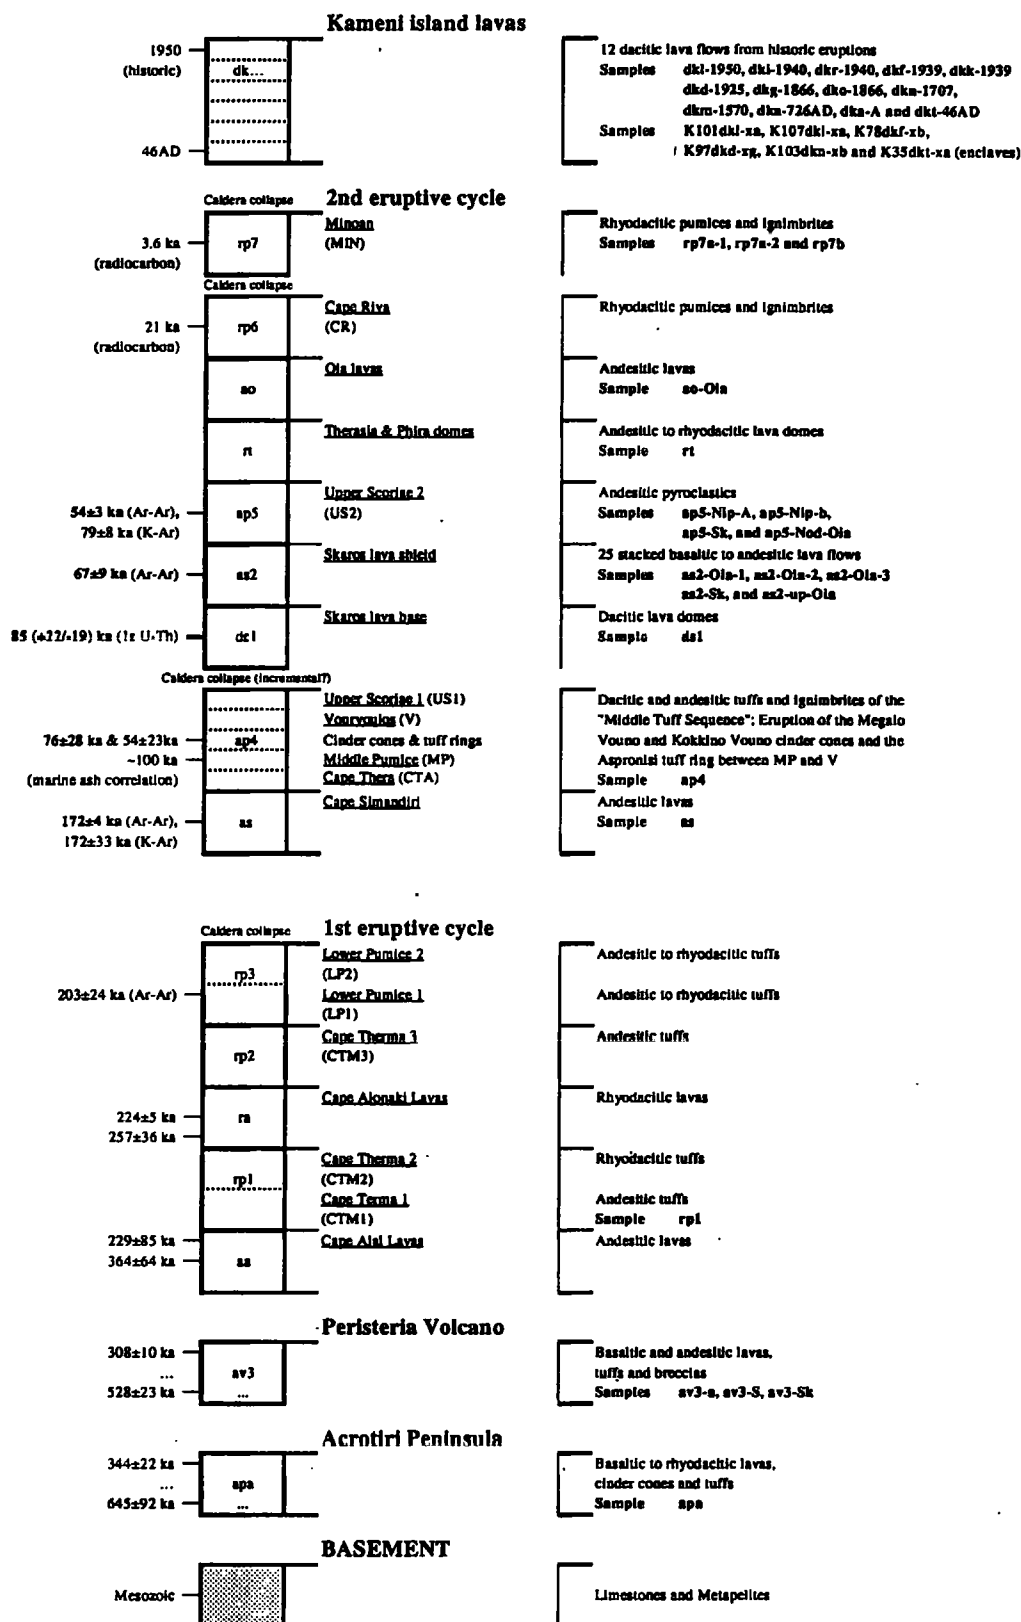 Kameni island lavas
1950
(historic)
dk...
46AD
12 dacitic lava flows from historic eruptions
Samples dkl-1950, dki-1940, dkr-1940, dkf-1939, dkk-1939
dkd-1925, dkg-1866, dko-1866, dkn-1707,
dkm-1570, dka-726AD, dka-A and dkt-46AD
Samples K101dkl-xa, K107dkl-xa, K78dkf-xb,
K97dkd-xg, K103dkn-xb and K35dkt-xa (enclaves)
Caldera collapse
2nd eruptive cycle
3.6 ka
(radiocarbon)
rp7
Minoan
(MIN)
Rhyodacitic pumices and ignimbrites
Samples rp7a-1, rp7a-2 and rp7b
Caldera collapse
21 ka
(radiocarbon)
rp6
Cape Riva
(CR)
Rhyodacitic pumices and ignimbrites
ao
Oia lavas
Andesitic lavas
Sample ao-Oia
rt
Therasia & Phira domes
Andesitic to rhyodacitic lava domes
Sample rt
54±3 ka (Ar-Ar),
79±8 ka (K-Ar)
ap5
Upper Scoriae 2
(US2)
Andesitic pyroclastics
Samples ap5-Nip-A, ap5-Nip-b,
ap5-Sk, and ap5-Nod-Oia
67±9 ka (Ar-Ar)
as2
Skaros lava shield
25 stacked basaltic to andesitic lava flows
Samples as2-Oia-1, as2-Oia-2, as2-Oia-3
as2-Sk, and as2-up-Oia
85 (+22/-19) ka (1s U-Th)
ds1
Skaros lava base
Dacitic lava domes
Sample ds1
Caldera collapse (incremental?)
76±28 ka & 54±23ka
~100 ka
(marine ash correlation)
ap4
Upper Scoriae 1 (US1)
Vourvoulos (V)
Cinder cones & tuff rings
Middle Pumice (MP)
Cape Thera (CTA)
Dacitic and andesitic tuffs and ignimbrites of the
"Middle Tuff Sequence"; Eruption of the Megalo
Vouno and Kokkino Vouno cinder cones and the
Aspronisi tuff ring between MP and V
Sample ap4
172±4 ka (Ar-Ar),
172±33 ka (K-Ar)
as
Cape Simandiri
Andesitic lavas
Sample as
Caldera collapse
1st eruptive cycle
203±24 ka (Ar-Ar)
rp3
Lower Pumice 2
(LP2)
Lower Pumice 1
(LP1)
Andesitic to rhyodacitic tuffs
Andesitic to rhyodacitic tuffs
rp2
Cape Therma 3
(CTM3)
Andesitic tuffs
224±5 ka
257±36 ka
ra
Cape Alonaki Lavas
Rhyodacitic lavas
rp1
Cape Therma 2
(CTM2)
Cape Terma 1
(CTM1)
Rhyodacitic tuffs
Andesitic tuffs
Sample rp1
229±85 ka
364±64 ka
aa
Cape Alai Lavas
Andesitic lavas
Peristeria Volcano
308±10 ka
...
528±23 ka
av3
...
Basaltic and andesitic lavas,
tuffs and breccias
Samples av3-a, av3-S, av3-Sk
Acrotiri Peninsula
344±22 ka
...
645±92 ka
apa
...
Basaltic to rhyodacitic lavas,
cinder cones and tuffs
Sample apa
BASEMENT
Mesozoic
Limestones and Metapelites